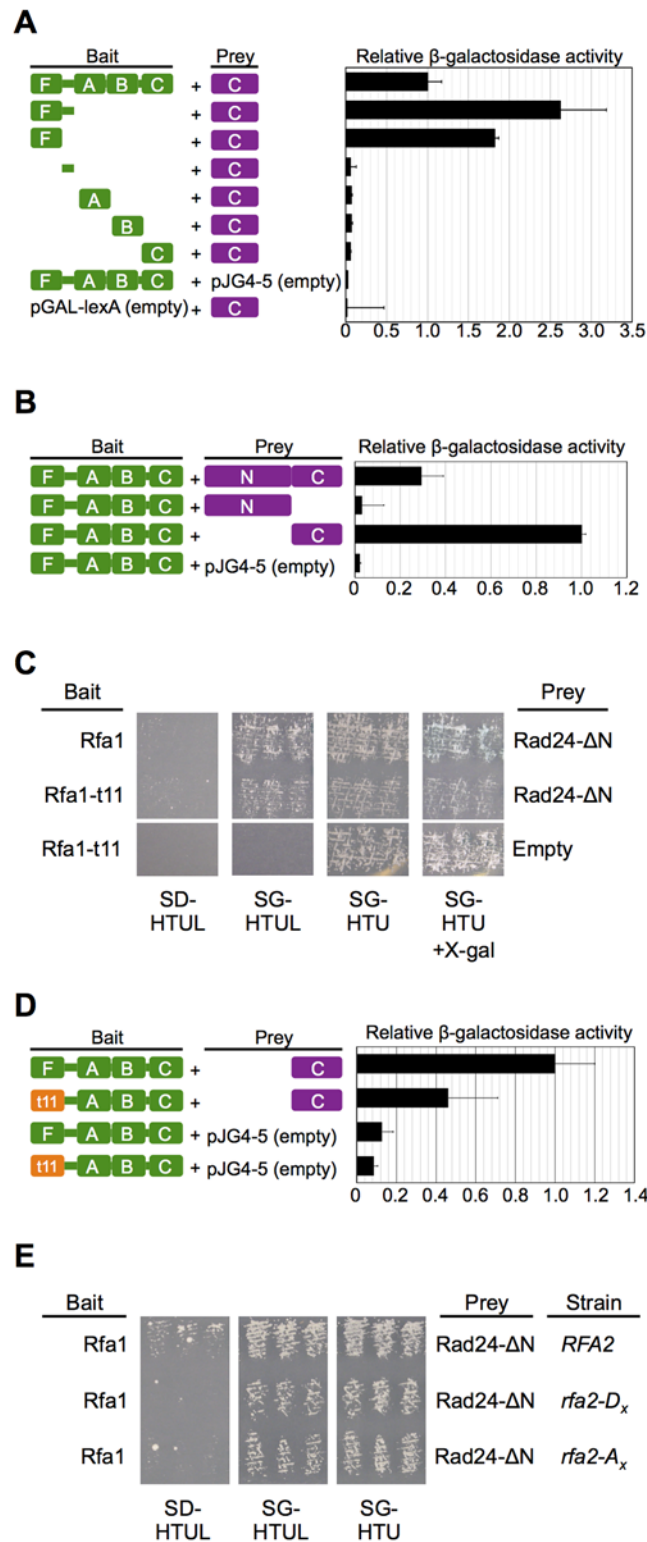 A
Bait Prey Relative β-galactosidase activity
F A B C + C
F + C
F + C
+ C
A + C
B + C
C + C
F A B C + pJG4-5 (empty)
pGAL-lexA (empty) + C
0 0.5 1.0 1.5 2.0 2.5 3.0 3.5
B
Bait Prey Relative β-galactosidase activity
F A B C + N C
F A B C + N
F A B C + C
F A B C + pJG4-5 (empty)
0 0.2 0.4 0.6 0.8 1.0 1.2
C
Bait Prey
Rfa1 Rad24-ΔN
Rfa1-t11 Rad24-ΔN
Rfa1-t11 Empty
SD- SG- SG- SG-
HTUL HTUL HTU HTU
+X-gal
D
Bait Prey Relative β-galactosidase activity
F A B C + C
t11 A B C + C
F A B C + pJG4-5 (empty)
t11 A B C + pJG4-5 (empty)
0 0.2 0.4 0.6 0.8 1.0 1.2 1.4
E
Bait Prey Strain
Rfa1 Rad24-ΔN RFA2
Rfa1 Rad24-ΔN rfa2-Dx
Rfa1 Rad24-ΔN rfa2-Ax
SD- SG- SG-
HTUL HTUL HTU